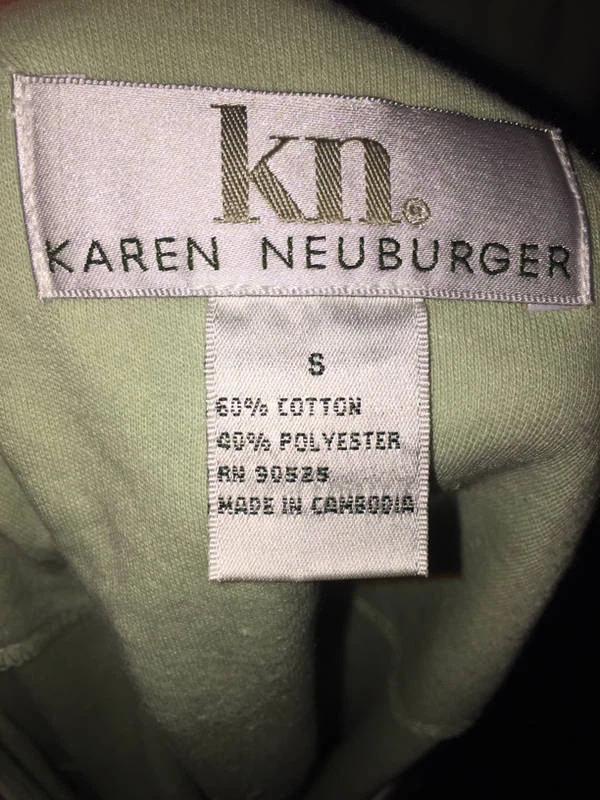 kn®
KAREN NEUBURGER
S
60% COTTON
40% POLYESTER
RN 90525
MADE IN CAMBODIA